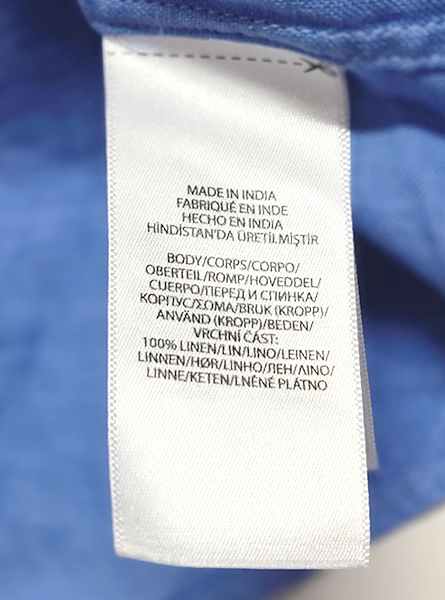 MADE IN INDIA
FABRIQUÉ EN INDE
HECHO EN INDIA
HİNDİSTAN'DA ÜRETİLMİŞTİR
BODY/CORPS/CORPO/
OBERTEIL/ROMP/HOVEDDEL/
CUERPO/ПЕРЕД И СПИНКА/
КОРПУС/ΣΩΜΑ/BRUK (KROPP)/
ANVÄND (KROPP)/BEDEN/
VRCHNÍ ČÁST:
100% LINEN/LIN/LINO/LEINEN/
LINNEN/HØR/LINHO/ЛЕН/ΛΙΝΟ/
LINNE/KETEN/LNĚNÉ PLÁTNO